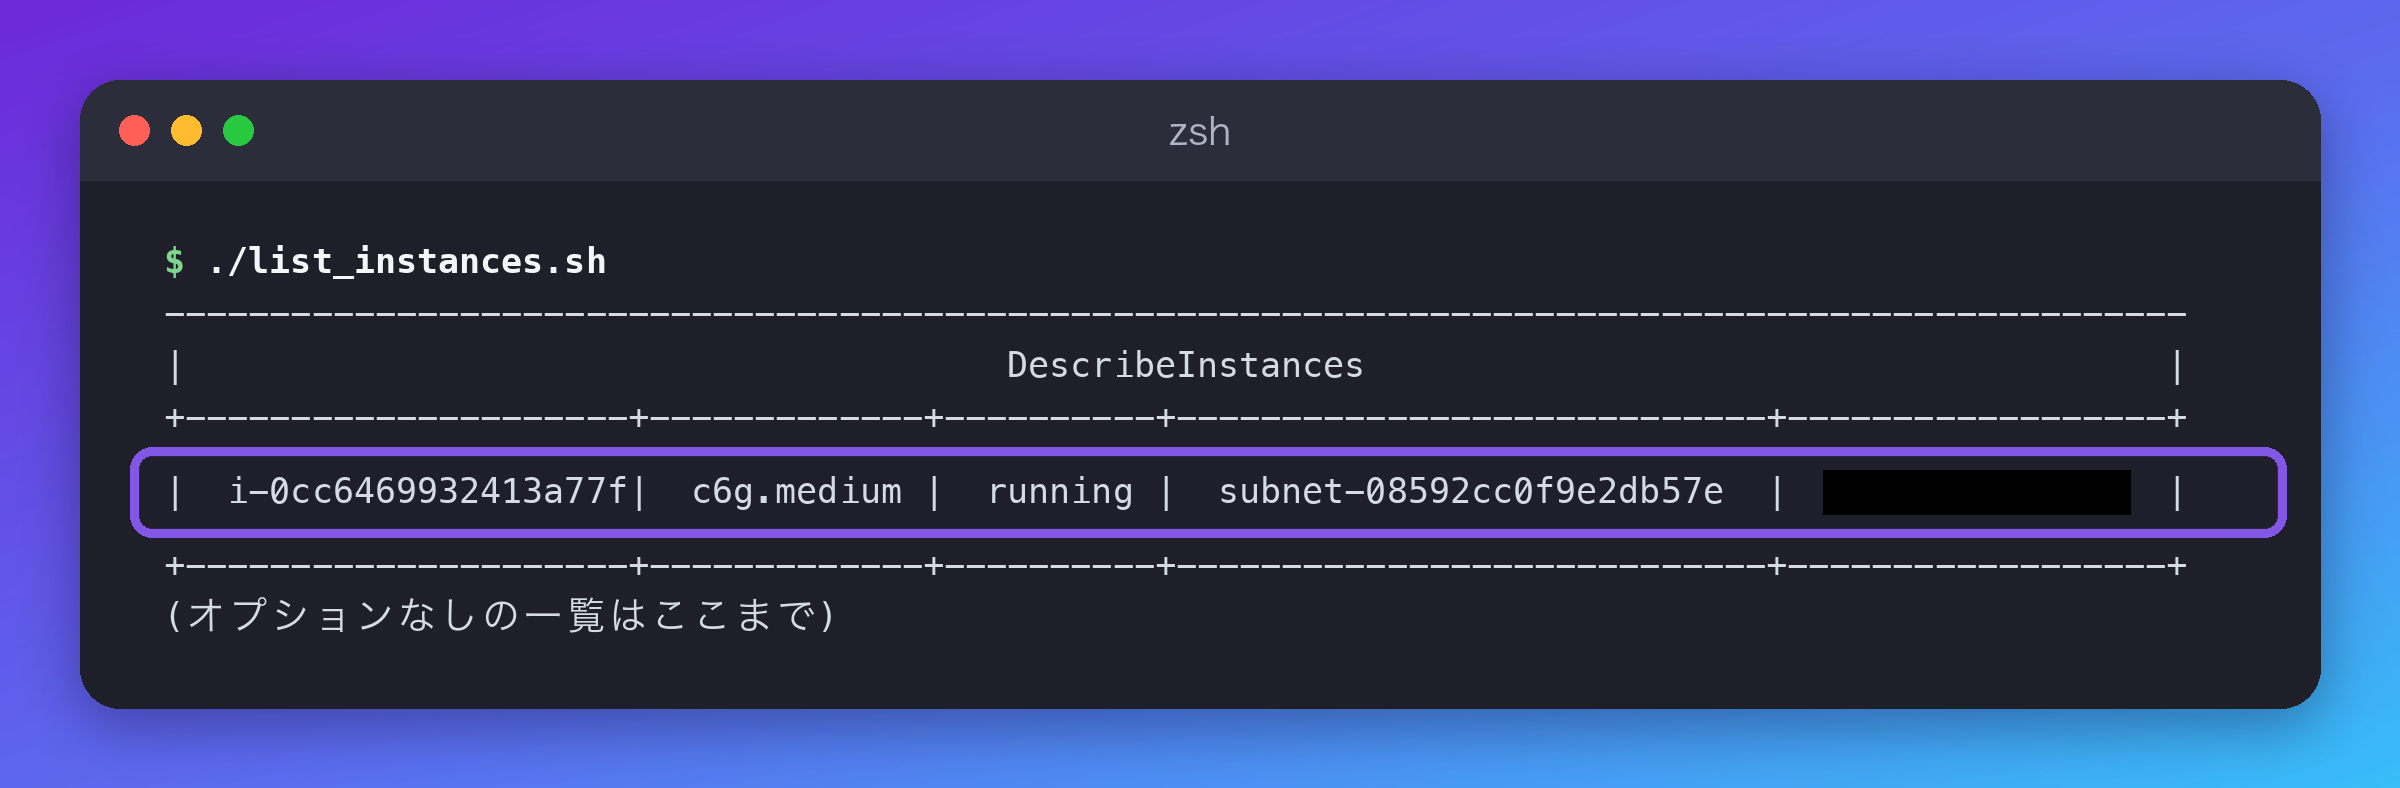 zsh
$ ./list_instances.sh
------------------------------------------------------------------------------------------------
|                                       DescribeInstances                                      |
+---------------------+-------------+----------+----------------------------+------------------+
|  i-0cc6469932413a77f|  c6g.medium |  running |  subnet-08592cc0f9e2db57e  |                  |
+---------------------+-------------+----------+----------------------------+------------------+
(オプションなしの一覧はここまで)